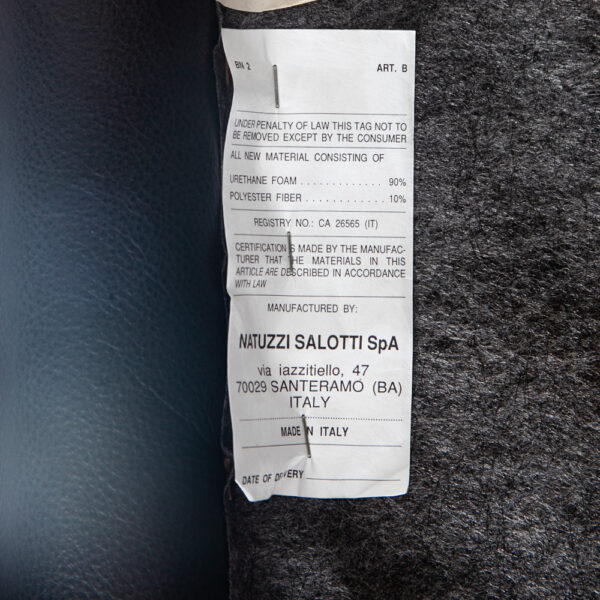 BN 2 ART. B
UNDER PENALTY OF LAW THIS TAG NOT TO
BE REMOVED EXCEPT BY THE CONSUMER
ALL NEW MATERIAL CONSISTING OF
URETHANE FOAM . . . . . . . . . . . . . 90%
POLYESTER FIBER . . . . . . . . . . . . 10%
REGISTRY NO.: CA 26565 (IT)
CERTIFICATION IS MADE BY THE MANUFAC-
TURER THAT THE MATERIALS IN THIS
ARTICLE ARE DESCRIBED IN ACCORDANCE
WITH LAW
MANUFACTURED BY:
NATUZZI SALOTTI SpA
via iazzitiello, 47
70029 SANTERAMO (BA)
ITALY
MADE IN ITALY
DATE OF DELIVERY